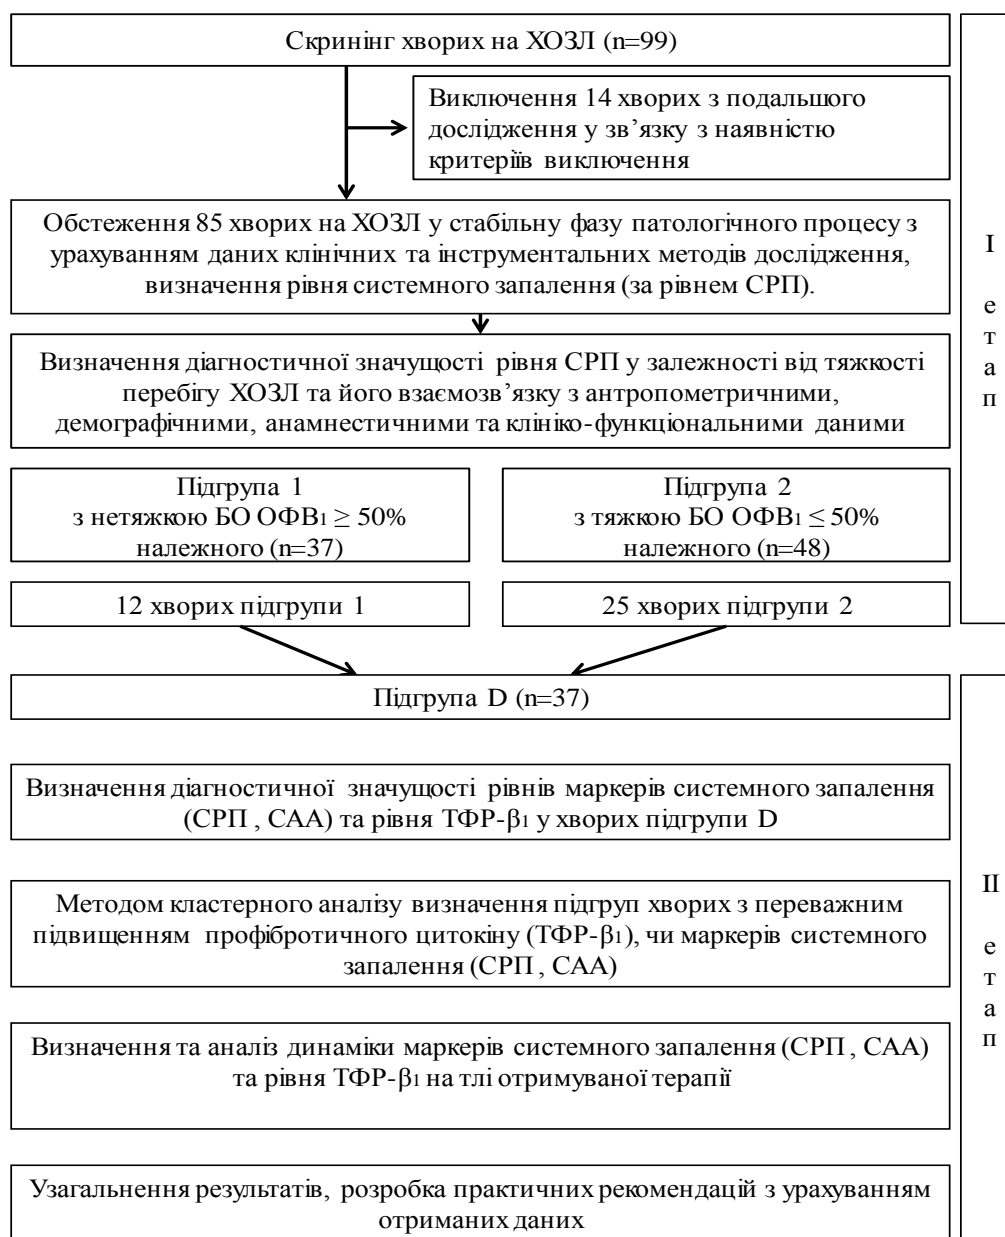 Скринінг хворих на ХОЗЛ (n=99)
Виключення 14 хворих з подальшого
дослідження у зв’язку з наявністю
критеріїв виключення
Обстеження 85 хворих на ХОЗЛ у стабільну фазу патологічного процесу з
урахуванням даних клінічних та інструментальних методів дослідження,
визначення рівня системного запалення (за рівнем СРП).
Визначення діагностичної значущості рівня СРП у залежності від тяжкості
перебігу ХОЗЛ та його взаємозв’язку з антропометричними,
демографічними, анамнестичними та клініко-функціональними даними
Підгрупа 1
з нетяжкою БО ОФВ₁ ≥ 50%
належного (n=37)
Підгрупа 2
з тяжкою БО ОФВ₁ ≤ 50%
належного (n=48)
12 хворих підгрупи 1
25 хворих підгрупи 2
І
е
т
а
п
Підгрупа D (n=37)
Визначення діагностичної значущості рівнів маркерів системного запалення
(СРП , САА) та рівня ТФР-β₁ у хворих підгрупи D
Методом кластерного аналізу визначення підгруп хворих з переважним
підвищенням профібротичного цитокіну (ТФР-β₁), чи маркерів системного
запалення (СРП , САА)
Визначення та аналіз динаміки маркерів системного запалення (СРП , САА)
та рівня ТФР-β₁ на тлі отримуваної терапії
Узагальнення результатів, розробка практичних рекомендацій з урахуванням
отриманих даних
ІІ
е
т
а
п